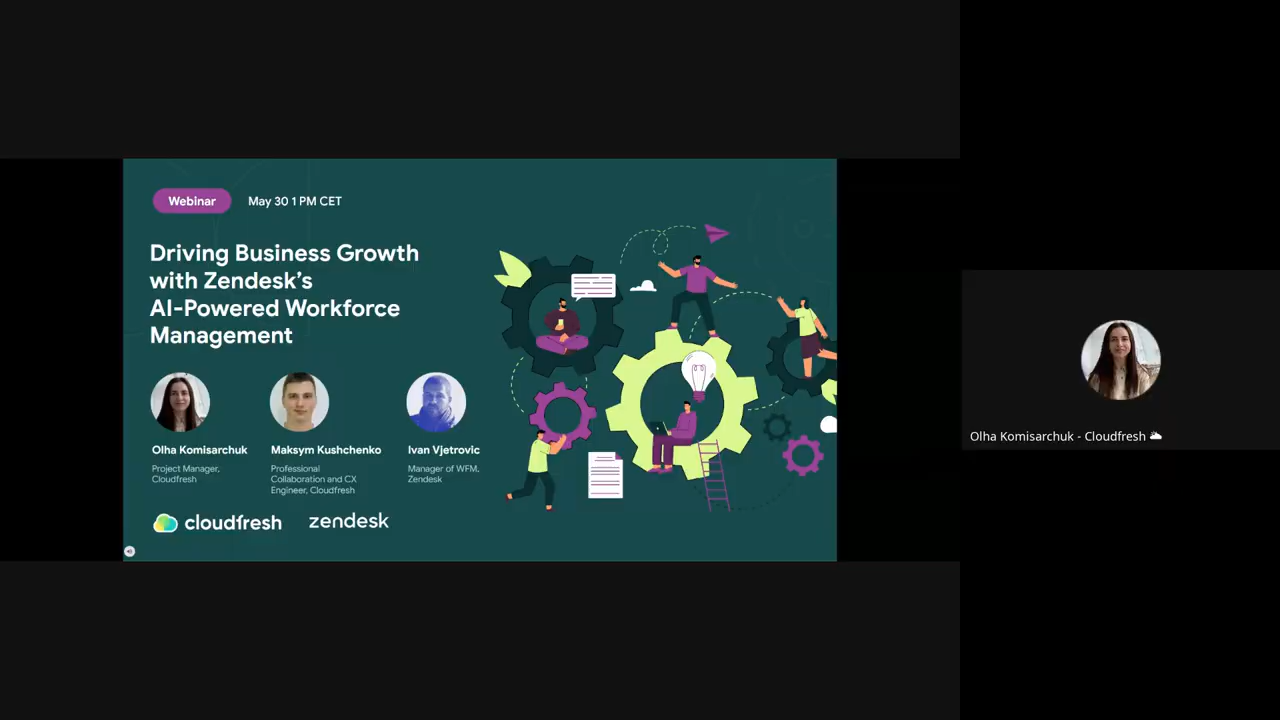 Webinar
May 30 1 PM CET
Driving Business Growth
with Zendesk's
AI-Powered Workforce
Management
Olha Komisarchuk
Project Manager,
Cloudfresh
Maksym Kushchenko
Professional
Collaboration and CX
Engineer, Cloudfresh
Ivan Vjetrovic
Manager of WFM,
Zendesk
cloudfresh
zendesk
Olha Komisarchuk - Cloudfresh